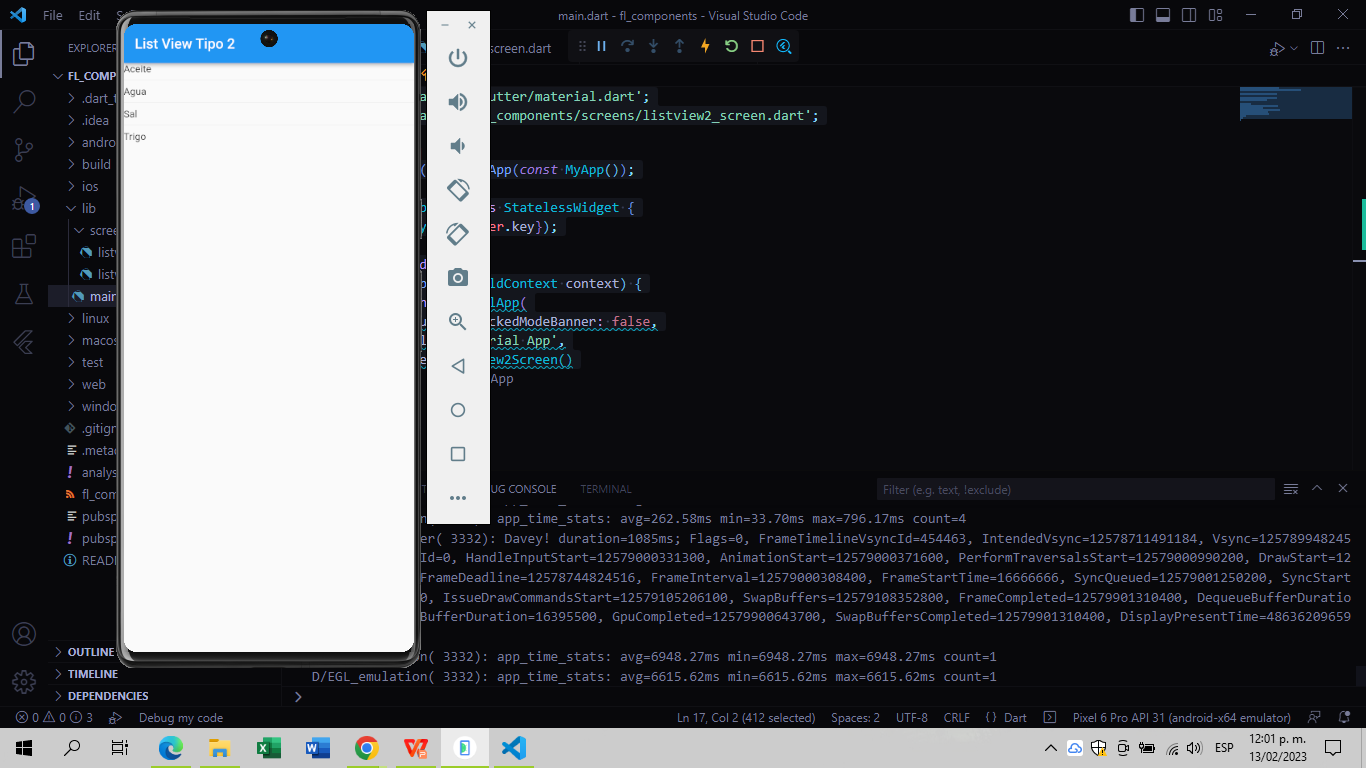 File Edit
main.dart - fl_components - Visual Studio Code
List View Tipo 2
Aceite
Agua
Sal
Trigo
EXPLORER
FL_COMP
.dart_t
.idea
andro
build
ios
lib
scree
listv
listv
main
linux
macos
test
web
windo
.gitign
.metad
analys
fl_com
pubsp
pubsp
READ
OUTLINE
TIMELINE
DEPENDENCIES
1
screen.dart
utter/material.dart';
_components/screens/listview2_screen.dart';
App(const MyApp());
s StatelessWidget {
er.key});
ldContext context) {
lApp(
ckedModeBanner: false,
rial App',
ew2Screen()
App
UG CONSOLE TERMINAL
Filter (e.g. text, !exclude)
app_time_stats: avg=262.58ms min=33.70ms max=796.17ms count=4
er( 3332): Davey! duration=1085ms; Flags=0, FrameTimelineVsyncId=454463, IntendedVsync=12578711491184, Vsync=125789948245
Id=0, HandleInputStart=12579000331300, AnimationStart=12579000371600, PerformTraversalsStart=12579000990200, DrawStart=12
FrameDeadline=12578744824516, FrameInterval=12579000308400, FrameStartTime=16666666, SyncQueued=12579001250200, SyncStart
0, IssueDrawCommandsStart=12579105206100, SwapBuffers=12579108352800, FrameCompleted=12579901310400, DequeueBufferDuratio
BufferDuration=16395500, GpuCompleted=12579900643700, SwapBuffersCompleted=12579901310400, DisplayPresentTime=48636209659
on( 3332): app_time_stats: avg=6948.27ms min=6948.27ms max=6948.27ms count=1
D/EGL_emulation( 3332): app_time_stats: avg=6615.62ms min=6615.62ms max=6615.62ms count=1
0 0 3 Debug my code
Ln 17, Col 2 (412 selected) Spaces: 2 UTF-8 CRLF {} Dart Pixel 6 Pro API 31 (android-x64 emulator)
ESP
12:01 p. m.
13/02/2023